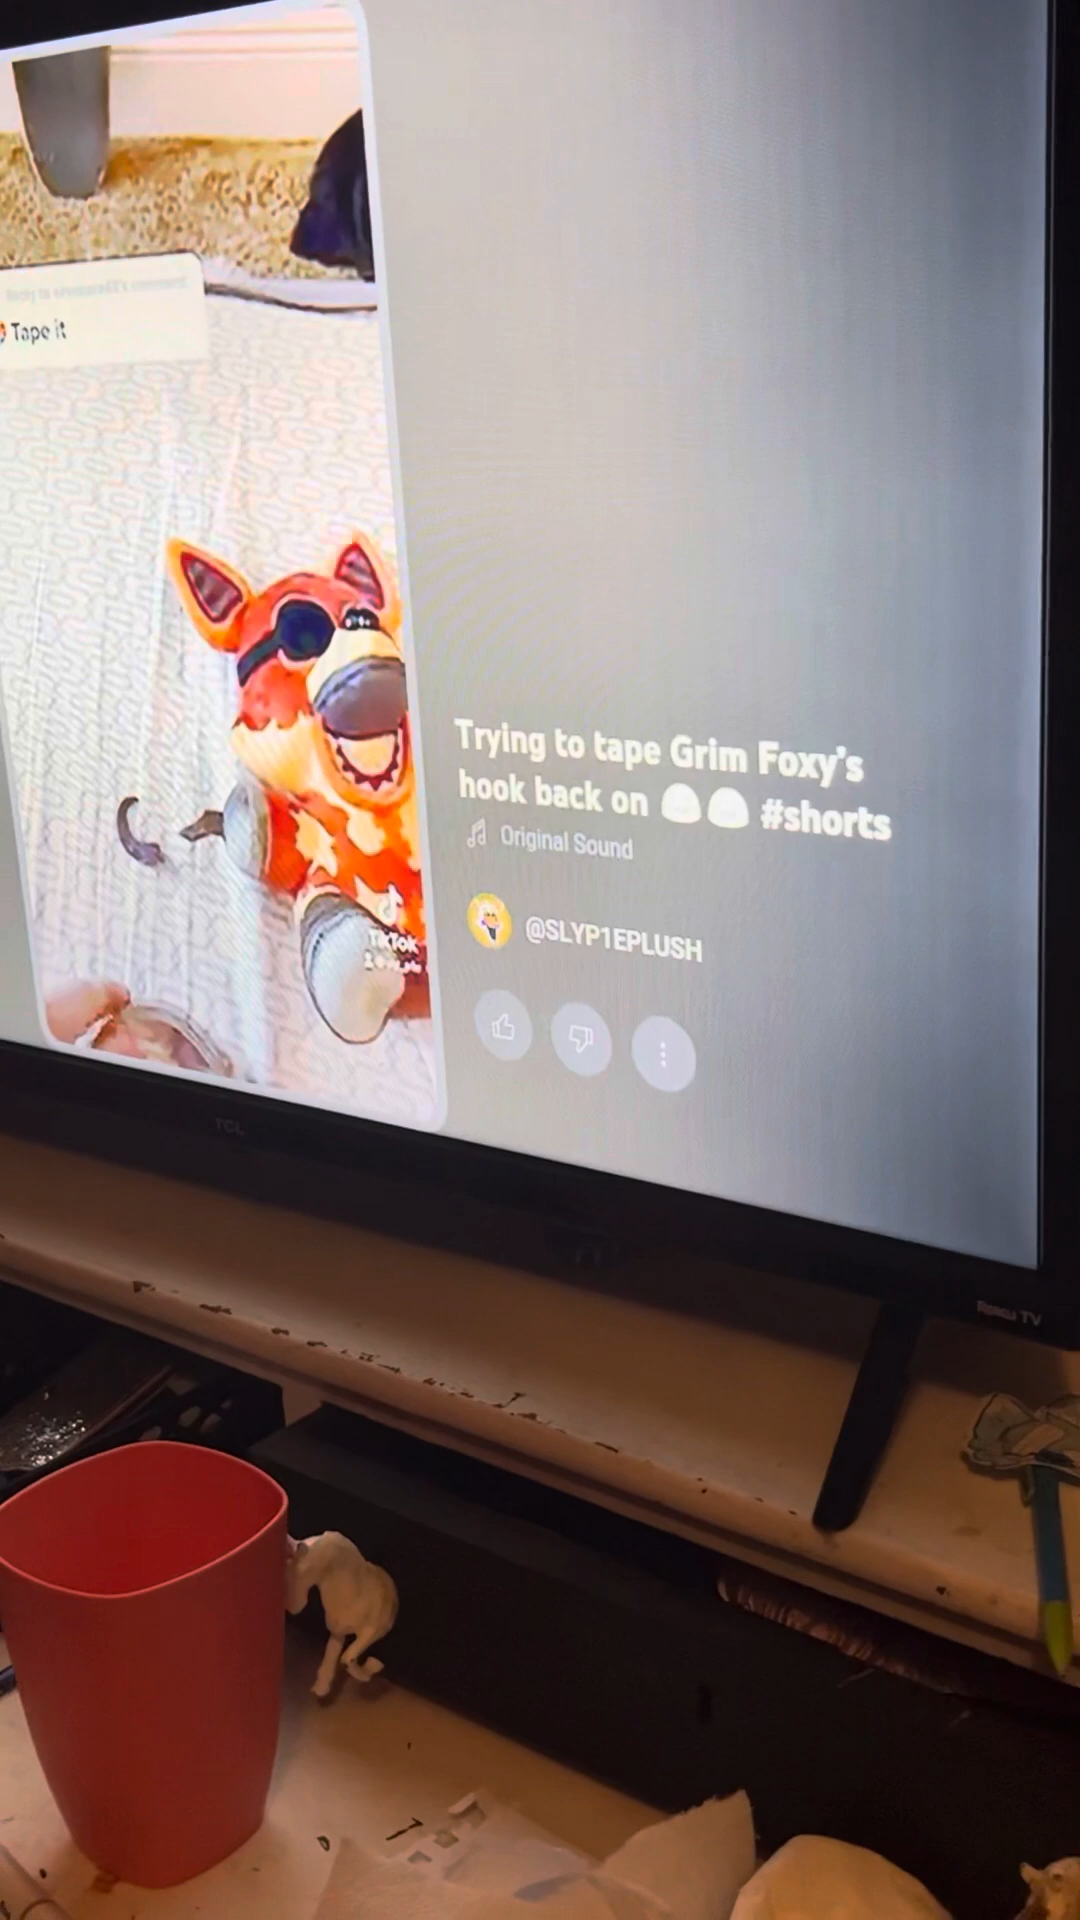 Tape it
Trying to tape Grim Foxy's
hook back on #shorts
Original Sound
@SLYP1EPLUSH
TikTok
TCL
Roku TV